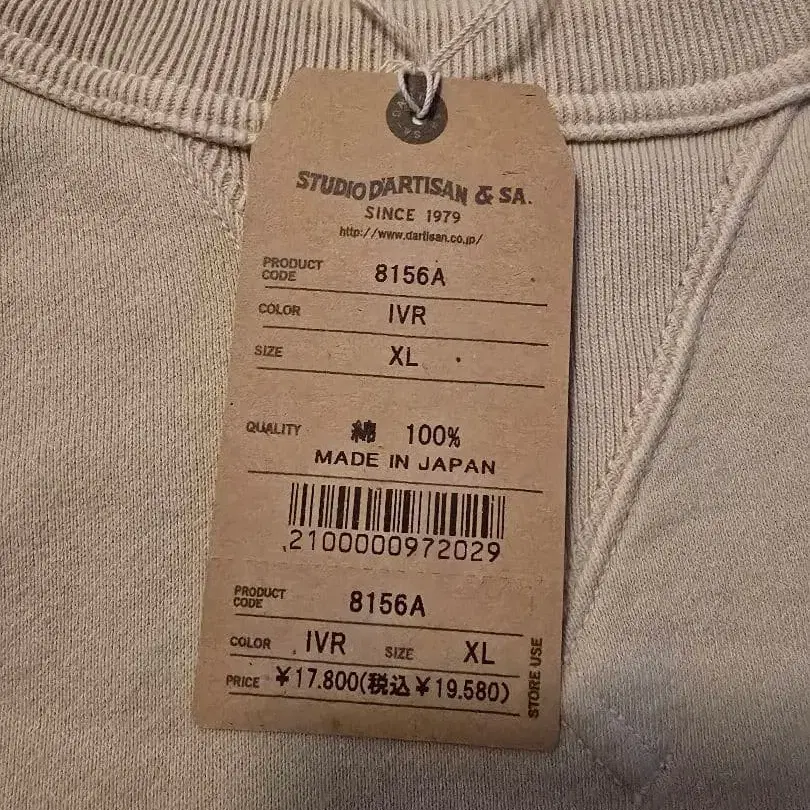 STUDIO D'ARTISAN & SA.
SINCE 1979
http://www.dartisan.co.jp/
PRODUCT CODE 8156A
COLOR IVR
SIZE XL
QUALITY 綿 100%
MADE IN JAPAN
2100000972029
PRODUCT CODE 8156A
COLOR IVR SIZE XL
PRICE ¥17.800(税込¥19.580)
STORE USE